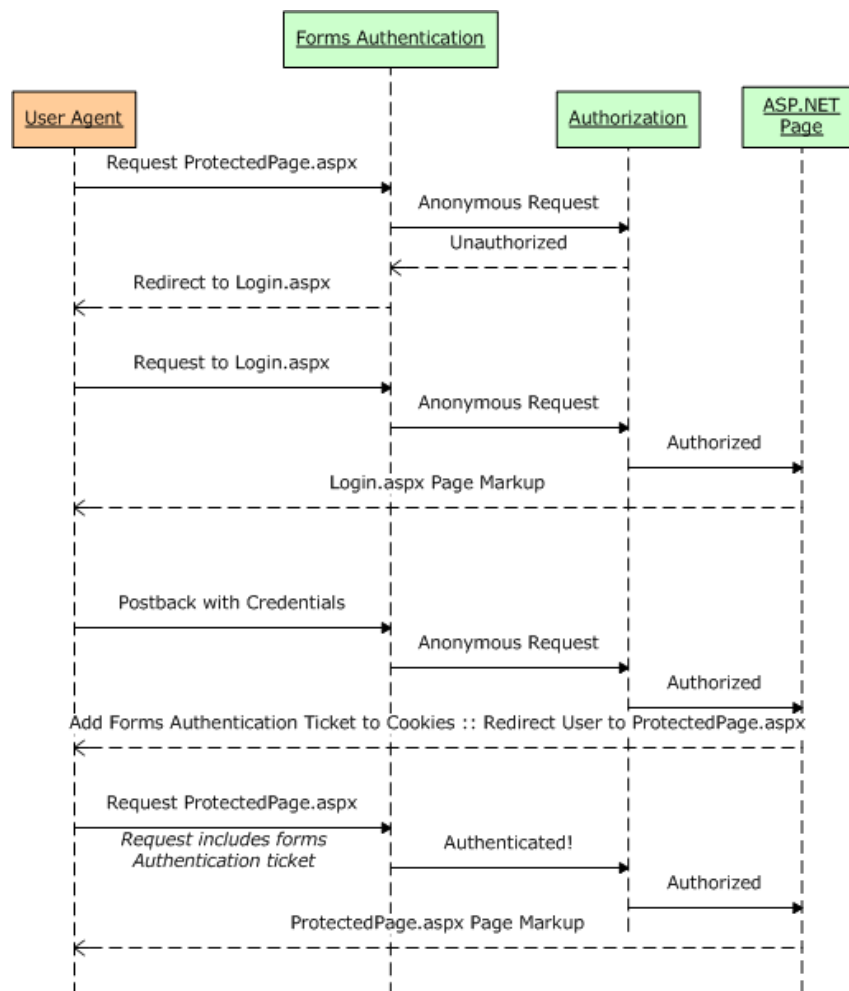 Forms Authentication
User Agent
Authorization
ASP.NET
Page
Request ProtectedPage.aspx
Anonymous Request
Unauthorized
Redirect to Login.aspx
Request to Login.aspx
Anonymous Request
Authorized
Login.aspx Page Markup
Postback with Credentials
Anonymous Request
Authorized
Add Forms Authentication Ticket to Cookies :: Redirect User to ProtectedPage.aspx
Request ProtectedPage.aspx
Request includes forms
Authentication ticket
Authenticated!
Authorized
ProtectedPage.aspx Page Markup